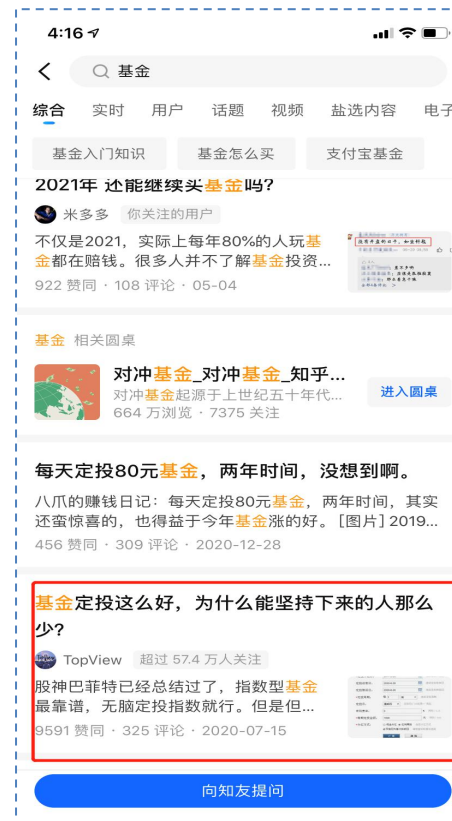 4:16
基金
综合 实时 用户 话题 视频 盐选内容 电子
基金入门知识 基金怎么买 支付宝基金
2021年 还能继续买基金吗?
米多多 你关注的用户
不仅是2021，实际上每年80%的人玩基
金都在赔钱。很多人并不了解基金投资...
922 赞同 · 108 评论 · 05-04
基金 相关圆桌
对冲基金_对冲基金_知乎...
对冲基金起源于上世纪五十年代...
664 万浏览 · 7375 关注
进入圆桌
每天定投80元基金，两年时间，没想到啊。
八爪的赚钱日记：每天定投80元基金，两年时间，其实
还蛮惊喜的，也得益于今年基金涨的好。[图片] 2019...
456 赞同 · 309 评论 · 2020-12-28
基金定投这么好，为什么能坚持下来的人那么
少?
TopView 超过 57.4 万人关注
股神巴菲特已经总结过了，指数型基金
最靠谱，无脑定投指数就行。但是但...
9591 赞同 · 325 评论 · 2020-07-15
向知友提问